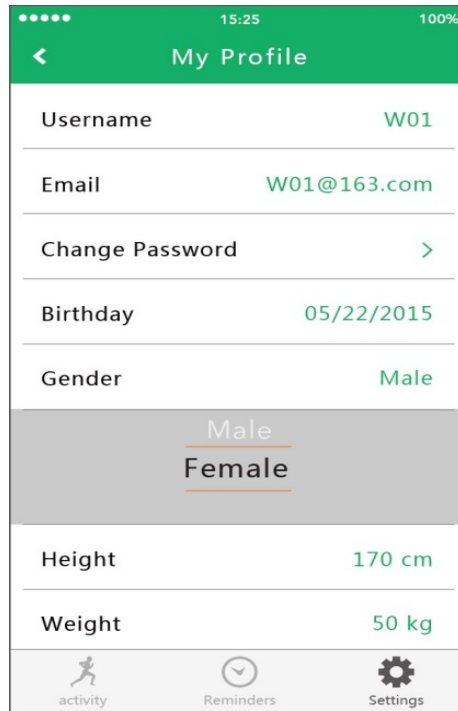 15:25 100%
My Profile
Username W01
Email W01@163.com
Change Password >
Birthday 05/22/2015
Gender Male
Male
Female
Height 170 cm
Weight 50 kg
activity Reminders Settings